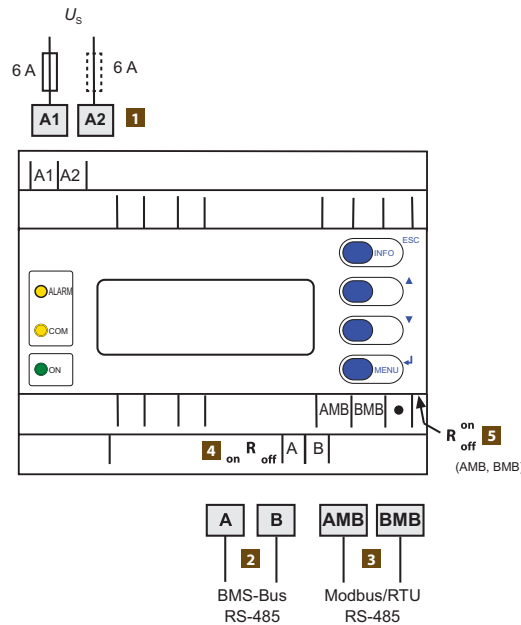 Us
6 A
6 A
A1 A2 1
A1 A2
ESC
INFO
▲
ALARM
▼
COM
MENU
ON
AMB BMB ●
4 on R off A B
R on off 5
(AMB, BMB)
A B AMB BMB
2 3
BMS-Bus Modbus/RTU
RS-485 RS-485